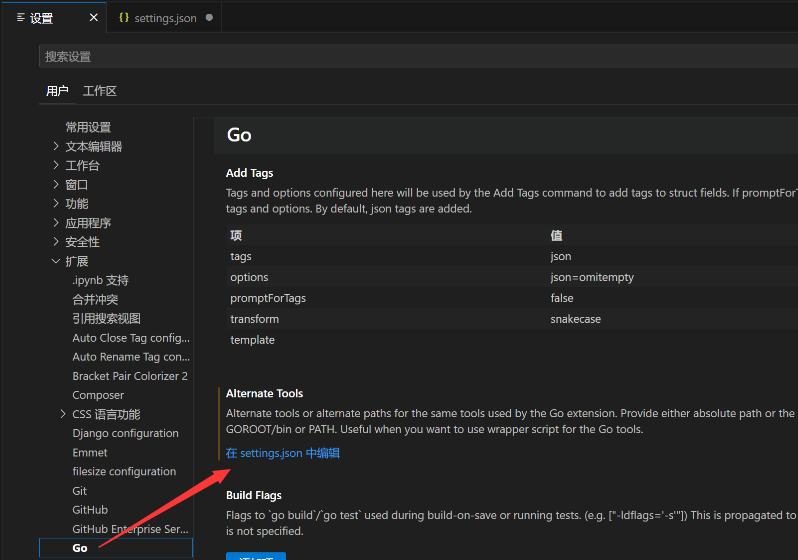 设置
settings.json
搜索设置
用户 工作区
常用设置
文本编辑器
工作台
窗口
功能
应用程序
安全性
扩展
.ipynb 支持
合并冲突
引用搜索视图
Auto Close Tag config...
Auto Rename Tag con...
Bracket Pair Colorizer 2
Composer
CSS 语言功能
Django configuration
Emmet
filesize configuration
Git
GitHub
GitHub Enterprise Ser...
Go
Go
Add Tags
Tags and options configured here will be used by the Add Tags command to add tags to struct fields. If promptForT
tags and options. By default, json tags are added.
项 值
tags json
options json=omitempty
promptForTags false
transform snakecase
template
Alternate Tools
Alternate tools or alternate paths for the same tools used by the Go extension. Provide either absolute path or the
GOROOT/bin or PATH. Useful when you want to use wrapper script for the Go tools.
在 settings.json 中编辑
Build Flags
Flags to `go build`/`go test` used during build-on-save or running tests. (e.g. ["-ldflags='-s'"]) This is propagated to
is not specified.